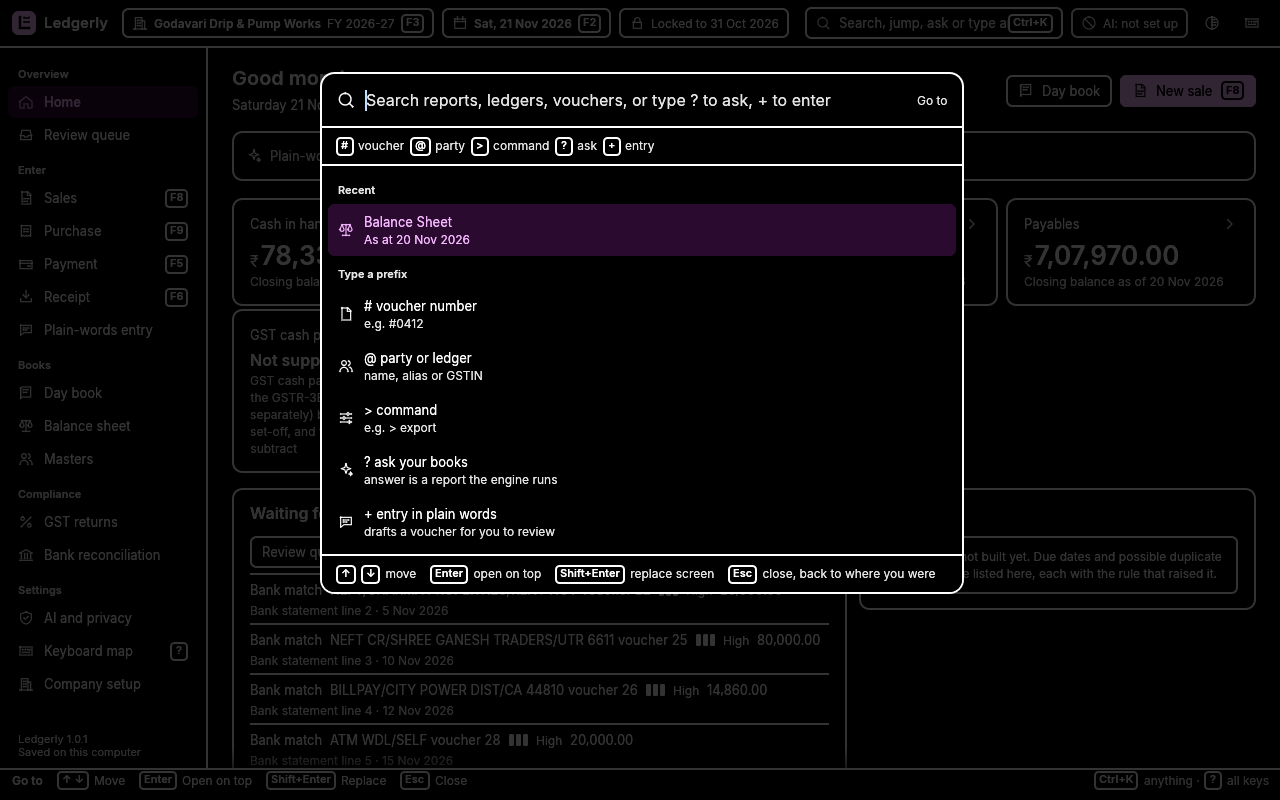 Ledgerly
Godavari Drip & Pump Works FY 2026-27 F3
Sat, 21 Nov 2026 F2
Locked to 31 Oct 2026
Search, jump, ask or type a Ctrl+K
AI: not set up
Overview
Home
Review queue
Enter
Sales F8
Purchase F9
Payment F5
Receipt F6
Plain-words entry
Books
Day book
Balance sheet
Masters
Compliance
GST returns
Bank reconciliation
Settings
AI and privacy
Keyboard map ?
Company setup
Ledgerly 1.0.1
Saved on this computer
Day book
New sale F8
Payables
₹7,07,970.00
Closing balance as of 20 Nov 2026
Search reports, ledgers, vouchers, or type ? to ask, + to enter
Go to
# voucher @ party > command ? ask + entry
Recent
Balance Sheet
As at 20 Nov 2026
Type a prefix
# voucher number
e.g. #0412
@ party or ledger
name, alias or GSTIN
> command
e.g. > export
? ask your books
answer is a report the engine runs
+ entry in plain words
drafts a voucher for you to review
↑ ↓ move Enter open on top Shift+Enter replace screen Esc close, back to where you were
Good
Saturday 21
Cash in
₹78,3
GST cash
Not
GST cash
the GSTR-3B
separately)
set-off, and
subtract
Waiting
Review
Bank match
Bank statement line 2 · 5 Nov 2026
Bank match NEFT CR/SHREE GANESH TRADERS/UTR 6611 voucher 25 High 80,000.00
Bank statement line 3 · 10 Nov 2026
Bank match BILLPAY/CITY POWER DIST/CA 44810 voucher 26 High 14,860.00
Bank statement line 4 · 12 Nov 2026
Bank match ATM WDL/SELF voucher 28 High 20,000.00
Bank statement line 5 · 15 Nov 2026
not built yet. Due dates and possible duplicate
listed here, each with the rule that raised it.
Go to ↑↓ Move Enter Open on top Shift+Enter Replace Esc Close
Ctrl+K anything · ? all keys